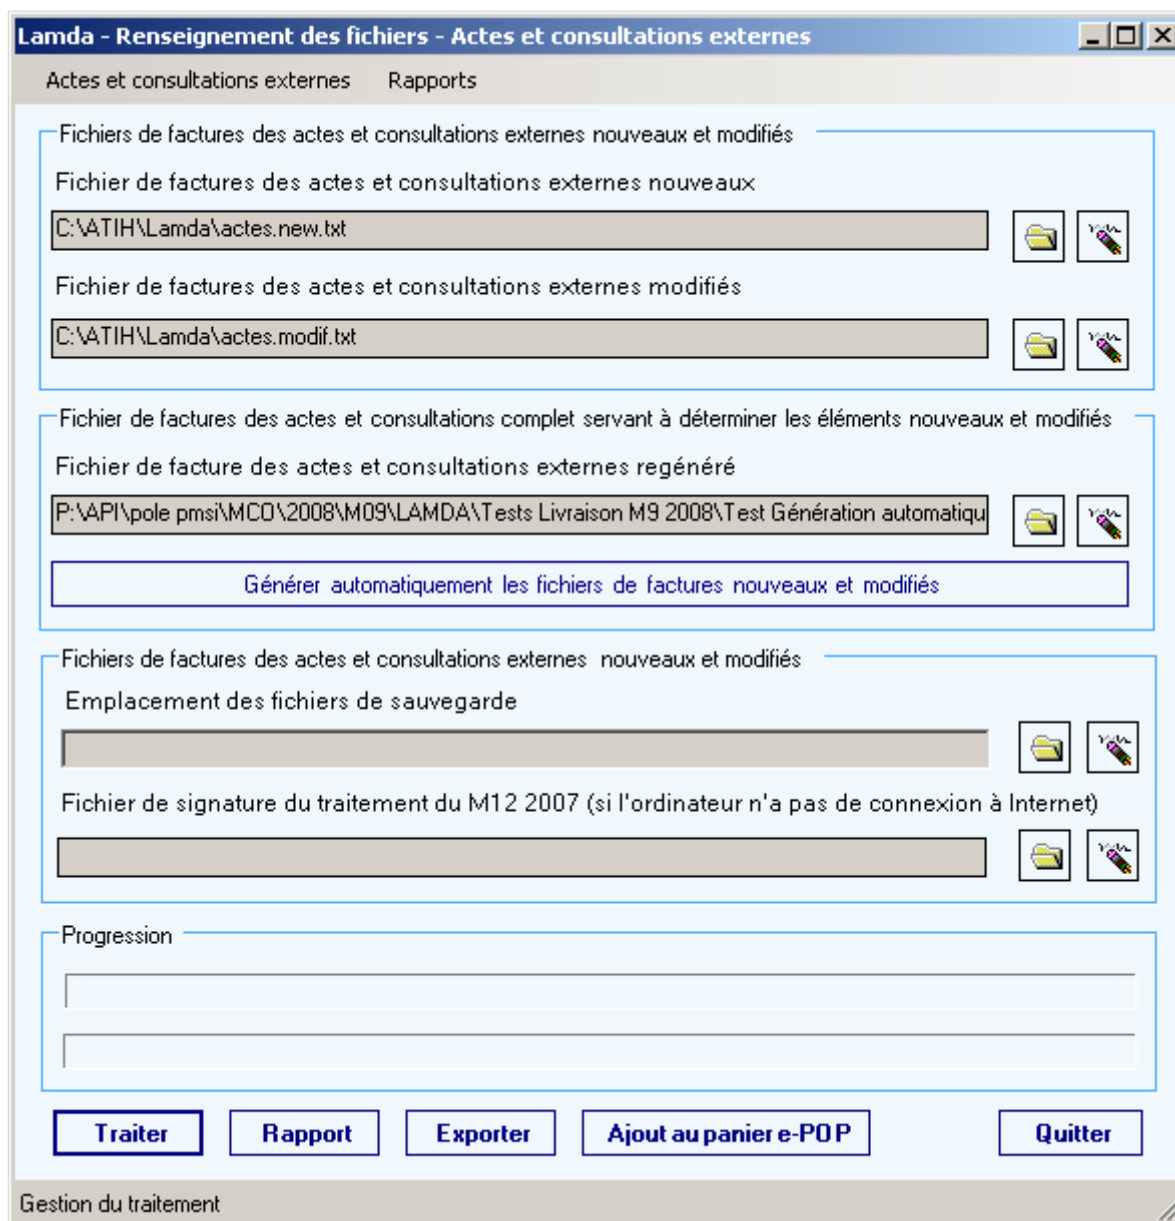 Lamda - Renseignement des fichiers - Actes et consultations externes
Actes et consultations externes Rapports
Fichiers de factures des actes et consultations externes nouveaux et modifiés
Fichier de factures des actes et consultations externes nouveaux
C:\ATIH\Lamda\actes.new.txt
Fichier de factures des actes et consultations externes modifiés
C:\ATIH\Lamda\actes.modif.txt
Fichier de factures des actes et consultations complet servant à déterminer les éléments nouveaux et modifiés
Fichier de facture des actes et consultations externes regénéré
P:\API\pole pmsi\MCO\2008\M09\LAMDA\Tests Livraison M9 2008\Test Génération automatiqu
Générer automatiquement les fichiers de factures nouveaux et modifiés
Fichiers de factures des actes et consultations externes nouveaux et modifiés
Emplacement des fichiers de sauvegarde
Fichier de signature du traitement du M12 2007 (si l'ordinateur n'a pas de connexion à Internet)
Progression
Traiter Rapport Exporter Ajout au panier e-POP Quitter
Gestion du traitement